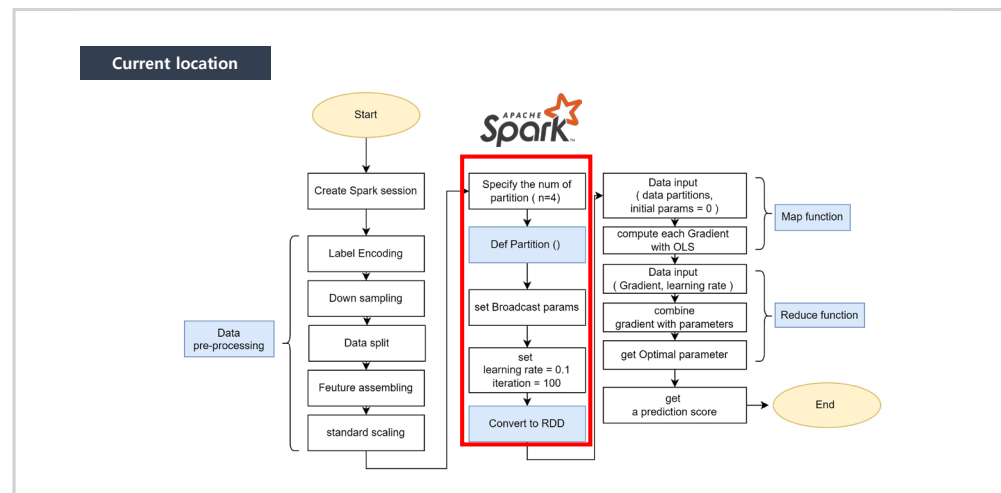 Current location
Start
Create Spark session
Label Encoding
Down sampling
Data split
Feuture assembling
standard scaling
Data
pre-processing
APACHE
Spark
Specify the num of
partition ( n=4)
Def Partition ()
set Broadcast params
set
learning rate = 0.1
iteration = 100
Convert to RDD
Data input
( data partitions,
initial params = 0 )
compute each Gradient
with OLS
Map function
Data input
( Gradient, learning rate )
combine
gradient with parameters
get Optimal parameter
Reduce function
get
a prediction score
End